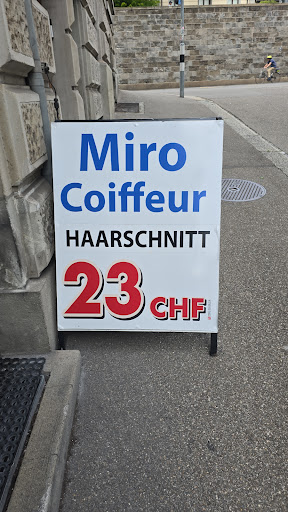 Miro
Coiffeur
HAARSCHNITT
23 CHF